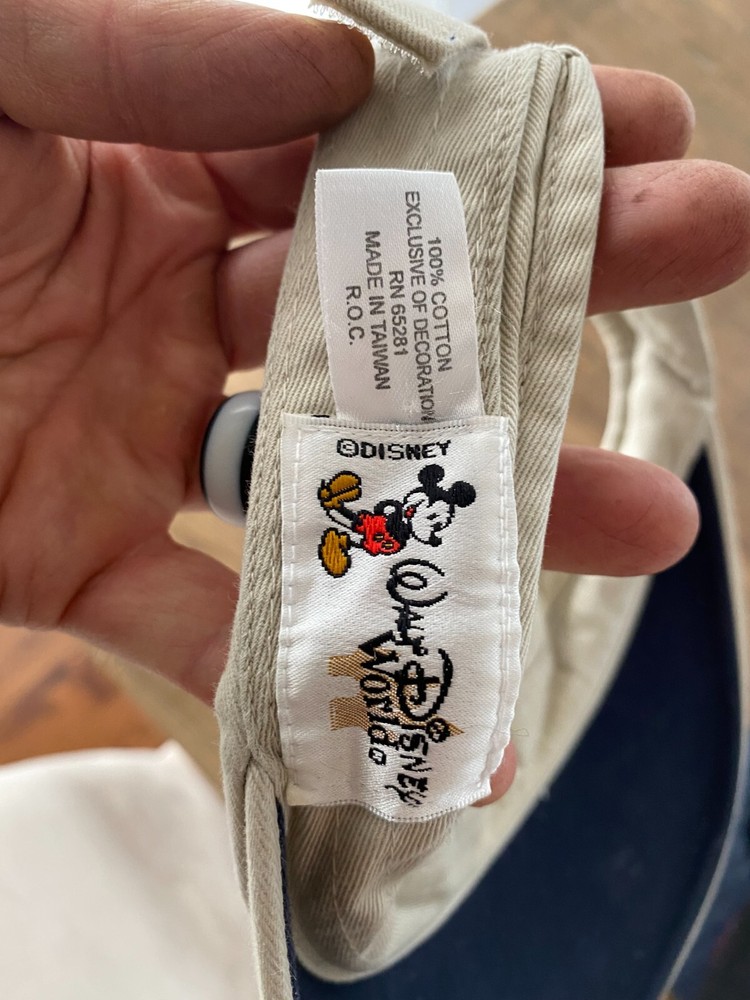 100% COTTON
EXCLUSIVE OF DECORATION
RN 65281
MADE IN TAIWAN
R.O.C.
©DISNEY
WALT DISNEY
World